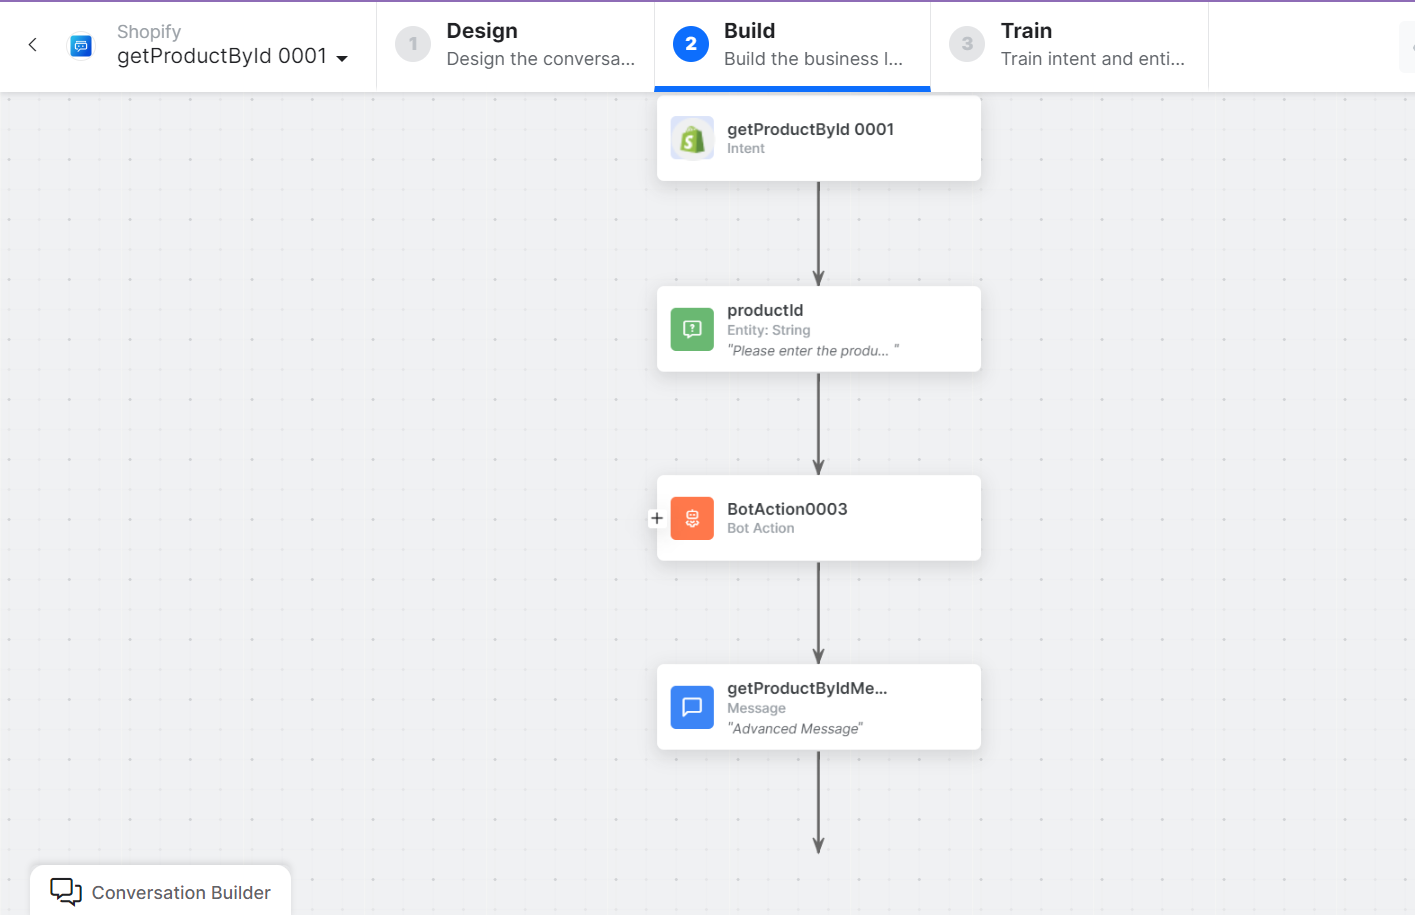 Shopify
getProductById 0001
1
Design
Design the conversa...
2
Build
Build the business l...
3
Train
Train intent and enti...
getProductById 0001
Intent
productId
Entity: String
"Please enter the produ... "
BotAction0003
Bot Action
getProductByIdMe...
Message
"Advanced Message"
Conversation Builder